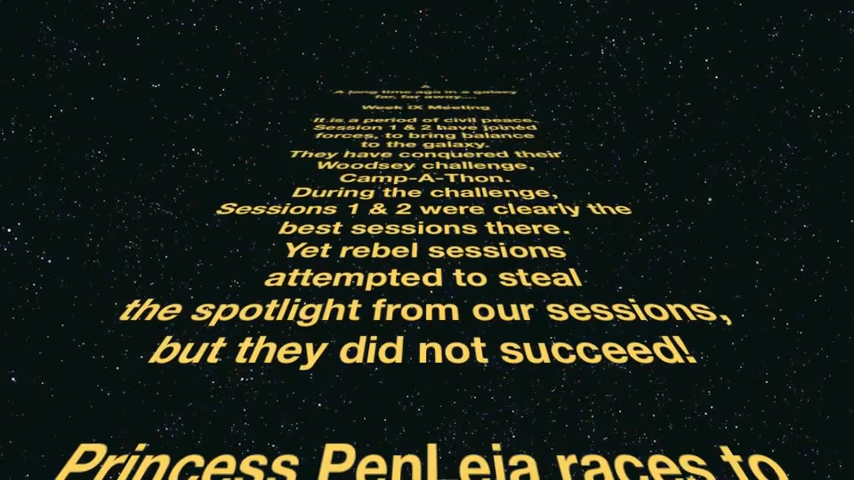 A long time ago in a galaxy
far, far away....
Week IX Meeting
It is a period of civil peace.
Session 1 & 2 have joined
forces, to bring balance
to the galaxy.
They have conquered their
Woodsey challenge,
Camp-A-Thon.
During the challenge,
Sessions 1 & 2 were clearly the
best sessions there.
Yet rebel sessions
attempted to steal
the spotlight from our sessions,
but they did not succeed!
Princess PenLeia races to